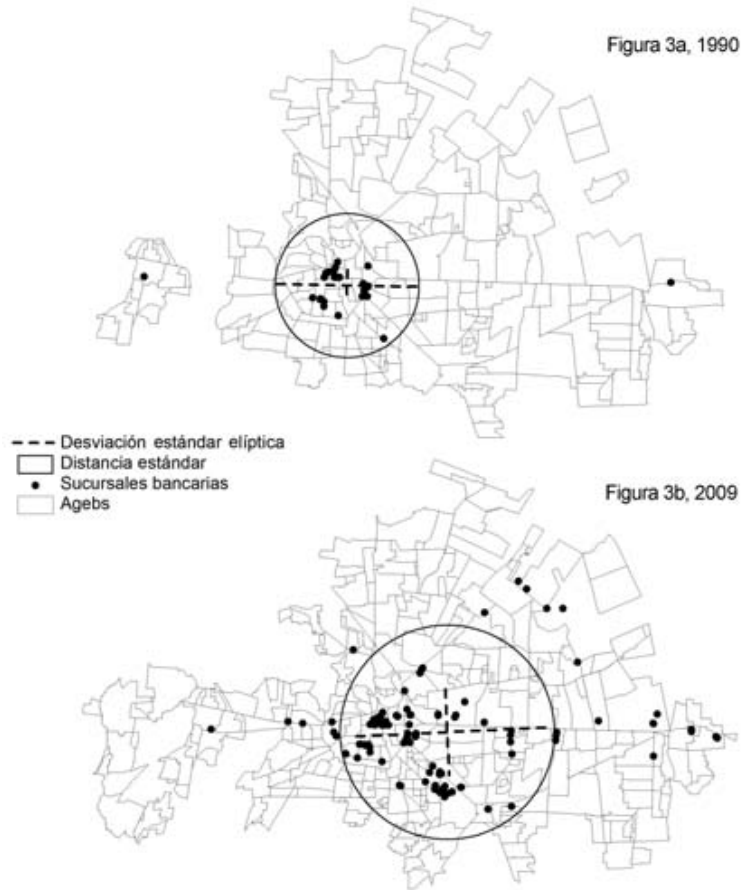 Figura 3a, 1990
Desviación estándar elíptica
Distancia estándar
Sucursales bancarias
Agebs
Figura 3b, 2009